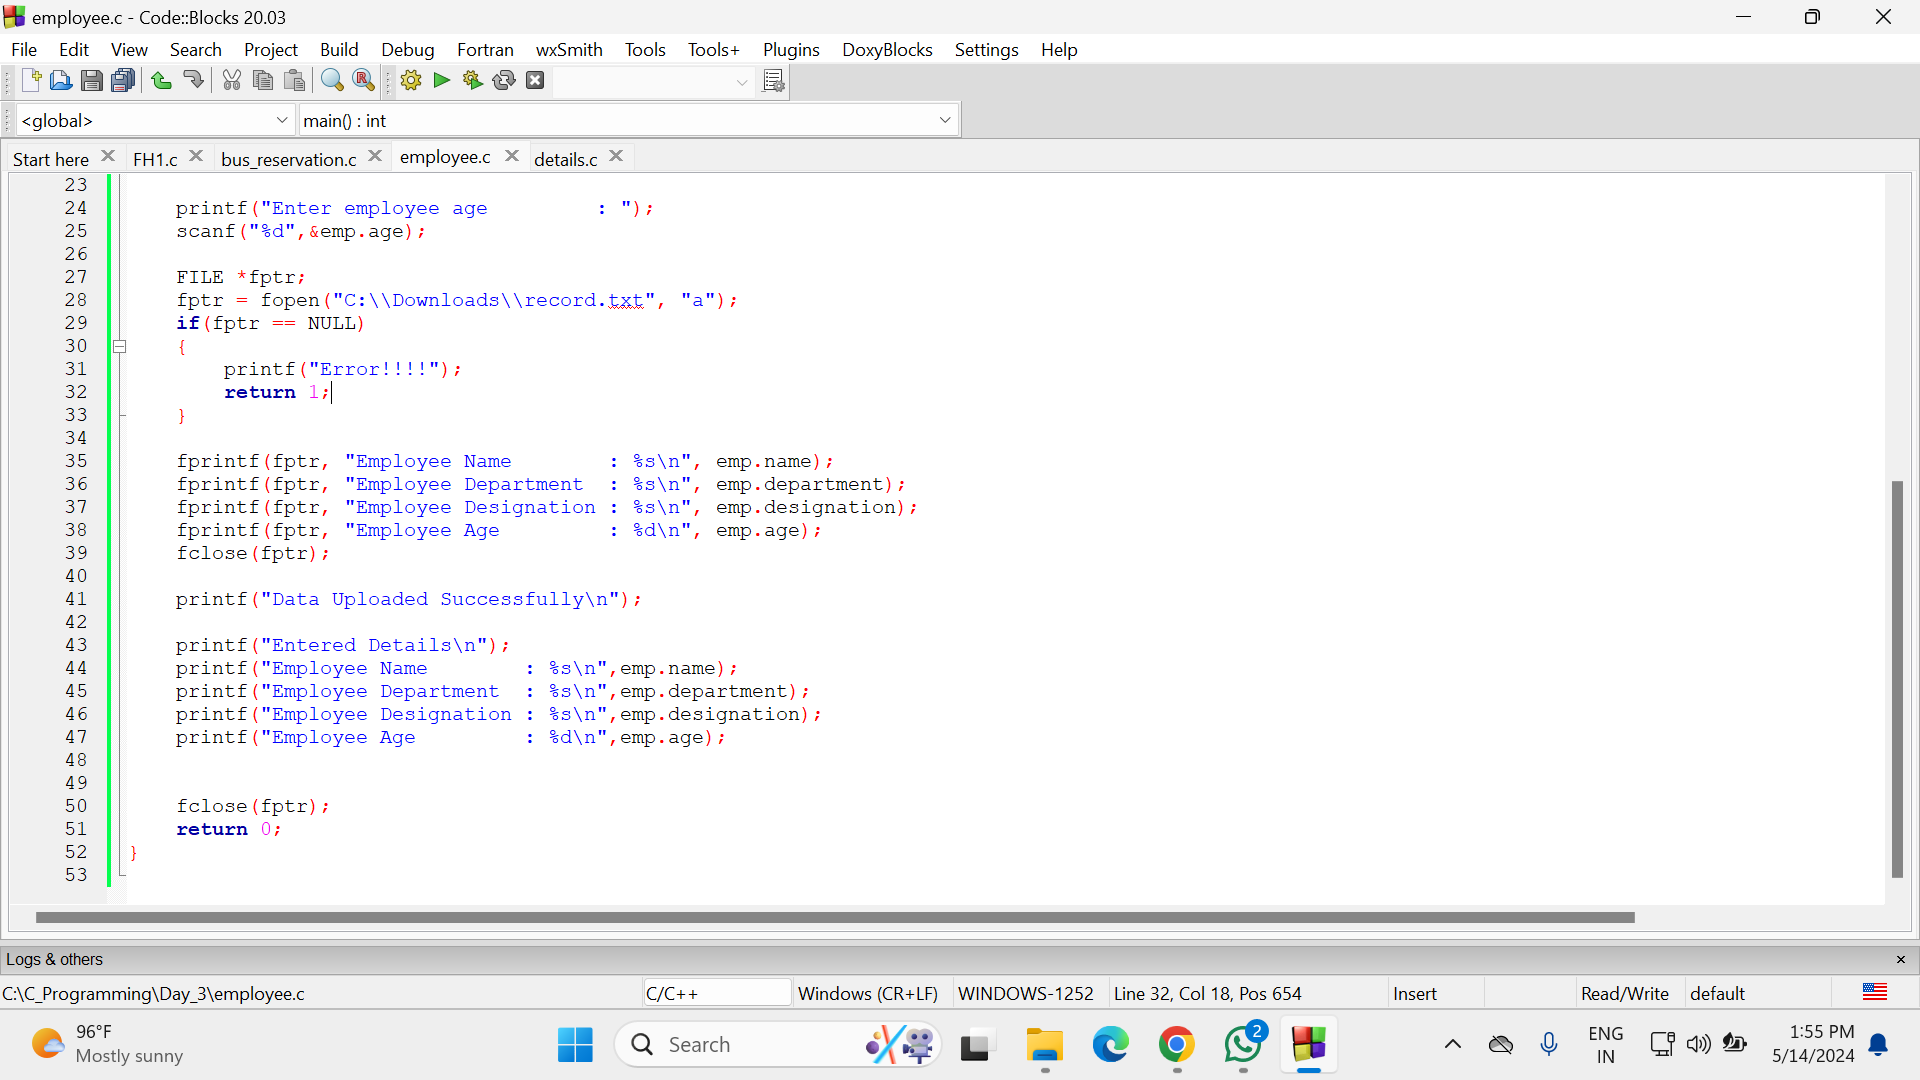 employee.c - Code::Blocks 20.03
File Edit View Search Project Build Debug Fortran wxSmith Tools Tools+ Plugins DoxyBlocks Settings Help
<global> main() : int
Start here FH1.c bus_reservation.c employee.c details.c
23
24 printf("Enter employee age         : ");
25 scanf("%d",&emp.age);
26
27 FILE *fptr;
28 fptr = fopen("C:\\Downloads\\record.txt", "a");
29 if(fptr == NULL)
30 {
31 printf("Error!!!!");
32 return 1;
33 }
34
35 fprintf(fptr, "Employee Name        : %s\n", emp.name);
36 fprintf(fptr, "Employee Department  : %s\n", emp.department);
37 fprintf(fptr, "Employee Designation : %s\n", emp.designation);
38 fprintf(fptr, "Employee Age         : %d\n", emp.age);
39 fclose(fptr);
40
41 printf("Data Uploaded Successfully\n");
42
43 printf("Entered Details\n");
44 printf("Employee Name        : %s\n",emp.name);
45 printf("Employee Department  : %s\n",emp.department);
46 printf("Employee Designation : %s\n",emp.designation);
47 printf("Employee Age         : %d\n",emp.age);
48
49
50 fclose(fptr);
51 return 0;
52 }
53
Logs & others
C:\C_Programming\Day_3\employee.c C/C++ Windows (CR+LF) WINDOWS-1252 Line 32, Col 18, Pos 654 Insert Read/Write default
96°F
Mostly sunny
Search
2
ENG
IN
1:55 PM
5/14/2024